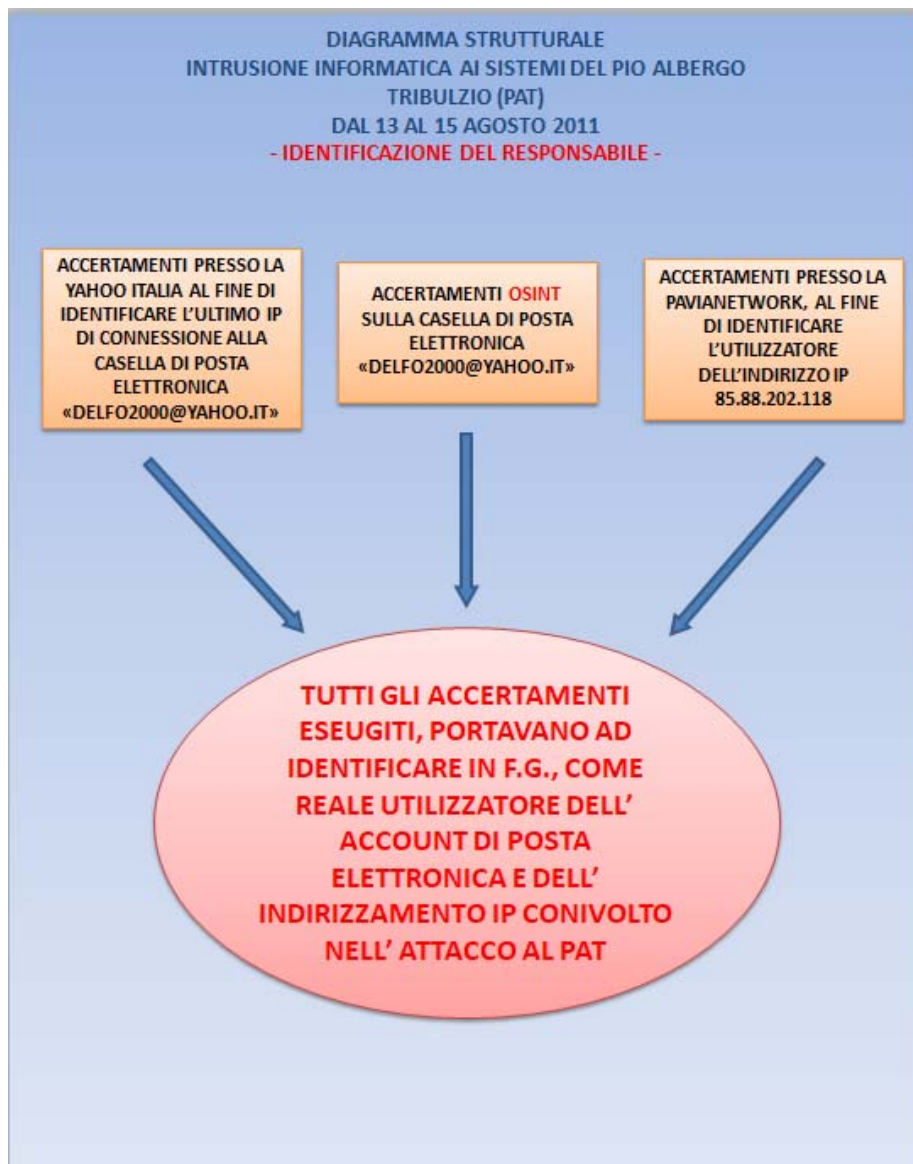 DIAGRAMMA STRUTTURALE
INTRUSIONE INFORMATICA AI SISTEMI DEL PIO ALBERGO
TRIBULZIO (PAT)
DAL 13 AL 15 AGOSTO 2011
- IDENTIFICAZIONE DEL RESPONSABILE -
ACCERTAMENTI PRESSO LA
YAHOO ITALIA AL FINE DI
IDENTIFICARE L'ULTIMO IP
DI CONNESSIONE ALLA
CASELLA DI POSTA
ELETTRONICA
«DELFO2000@YAHOO.IT»
ACCERTAMENTI OSINT
SULLA CASELLA DI POSTA
ELETTRONICA
«DELFO2000@YAHOO.IT»
ACCERTAMENTI PRESSO LA
PAVIANETWORK, AL FINE
DI IDENTIFICARE
L'UTILIZZATORE
DELL'INDIRIZZO IP
85.88.202.118
TUTTI GLI ACCERTAMENTI
ESEUGITI, PORTAVANO AD
IDENTIFICARE IN F.G., COME
REALE UTILIZZATORE DELL'
ACCOUNT DI POSTA
ELETTRONICA E DELL'
INDIRIZZAMENTO IP CONIVOLTO
NELL' ATTACCO AL PAT